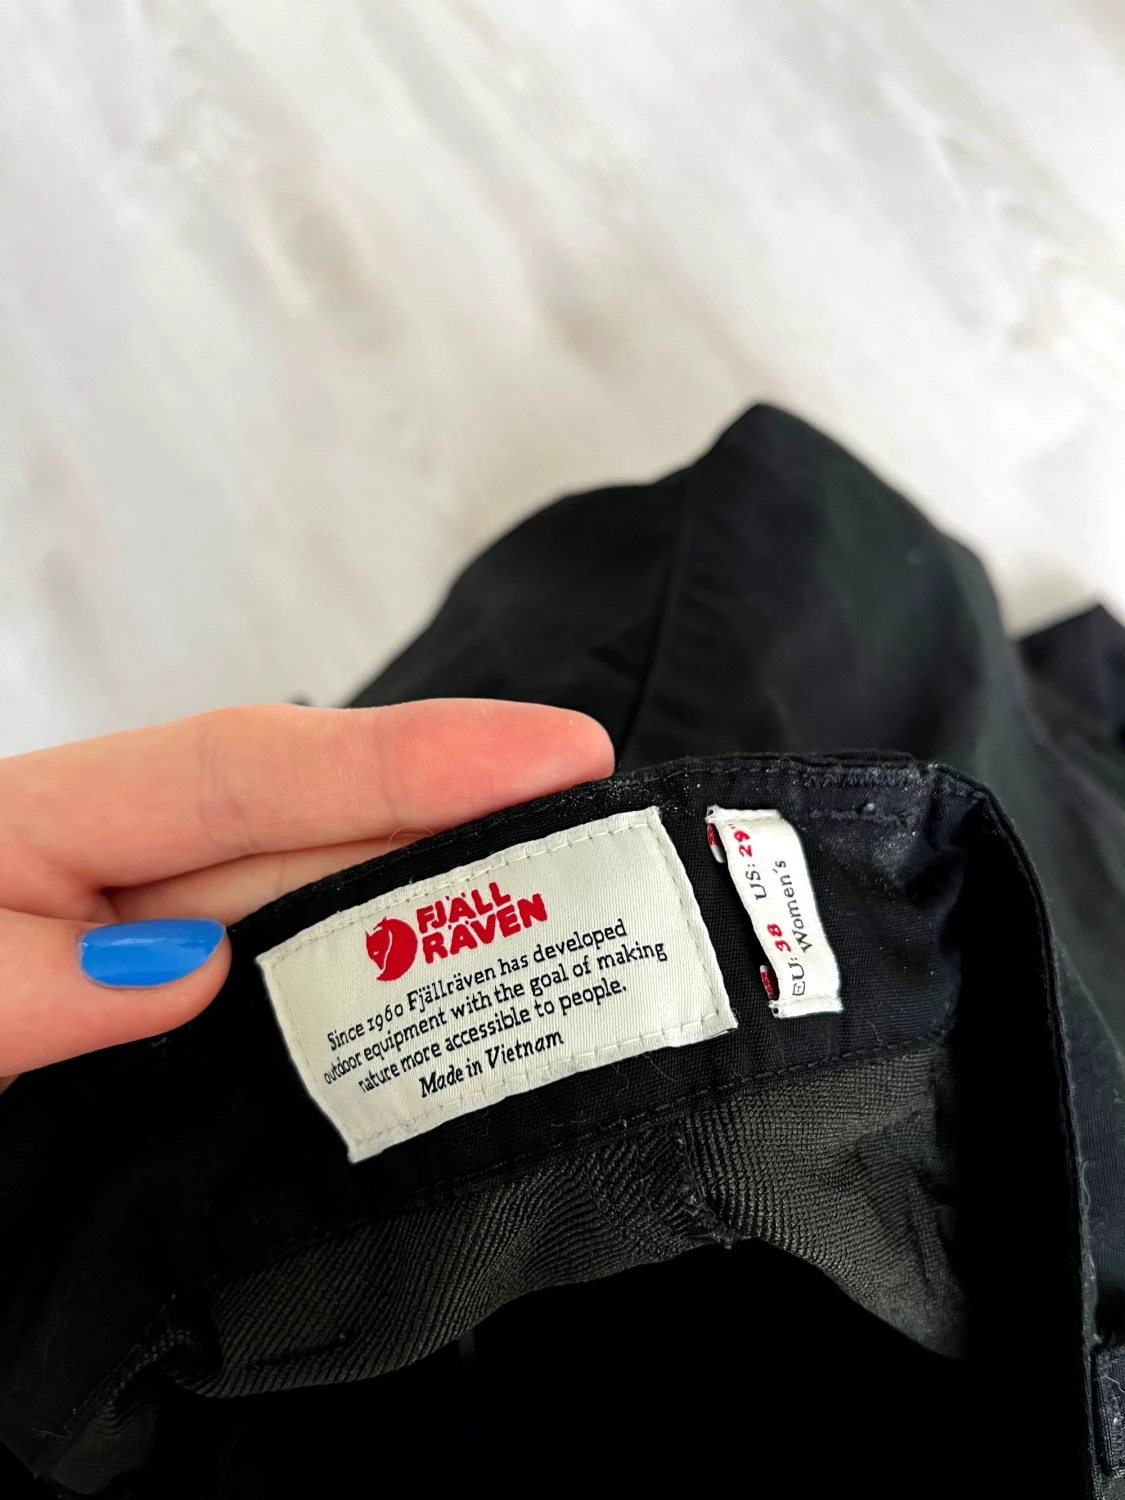 FJÄLL
RÄVEN
Since 1960 Fjällräven has developed
outdoor equipment with the goal of making
nature more accessible to people.
Made in Vietnam
EU: 38 US: 29"
Women's